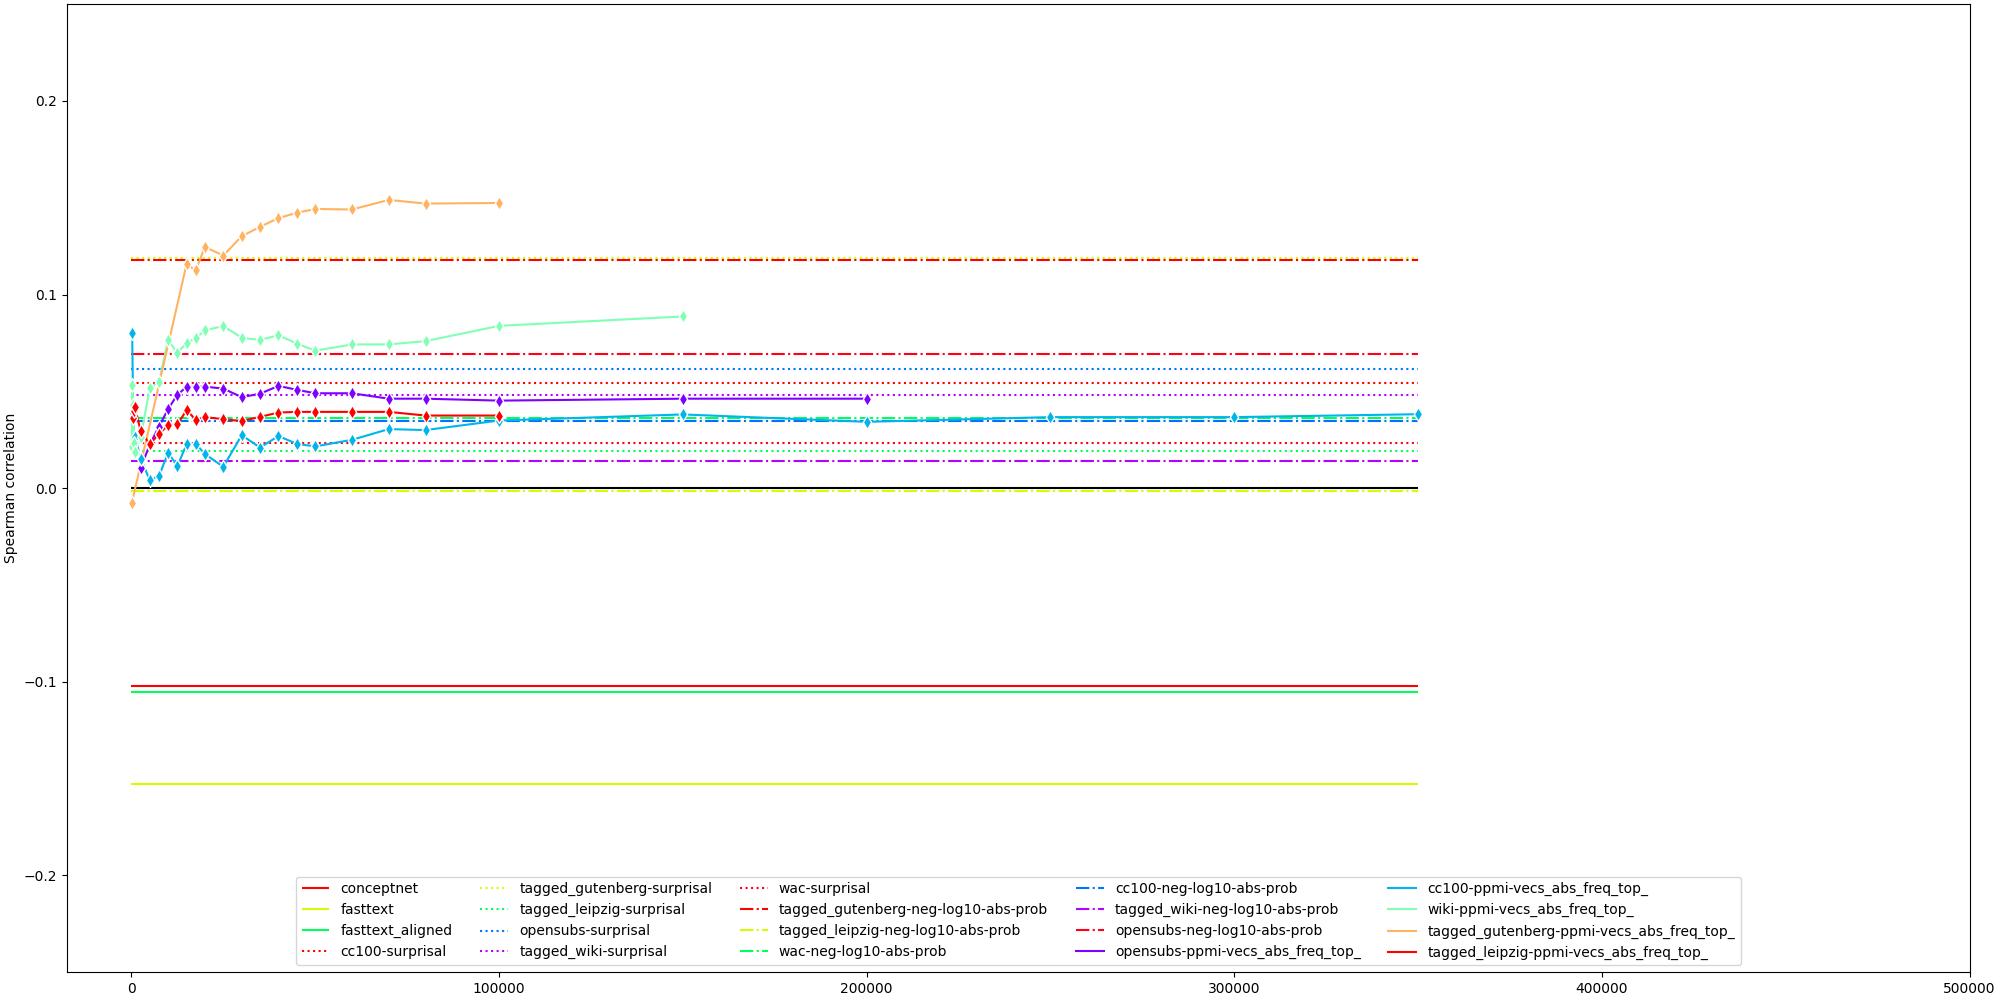 0.2
0.1
0.0
−0.1
−0.2
Spearman correlation
conceptnet
fasttext
fasttext_aligned
cc100-surprisal
tagged_gutenberg-surprisal
tagged_leipzig-surprisal
opensubs-surprisal
tagged_wiki-surprisal
wac-surprisal
tagged_gutenberg-neg-log10-abs-prob
tagged_leipzig-neg-log10-abs-prob
wac-neg-log10-abs-prob
cc100-neg-log10-abs-prob
tagged_wiki-neg-log10-abs-prob
opensubs-neg-log10-abs-prob
opensubs-ppmi-vecs_abs_freq_top_
cc100-ppmi-vecs_abs_freq_top_
wiki-ppmi-vecs_abs_freq_top_
tagged_gutenberg-ppmi-vecs_abs_freq_top_
tagged_leipzig-ppmi-vecs_abs_freq_top_
0 100000 200000 300000 400000 500000